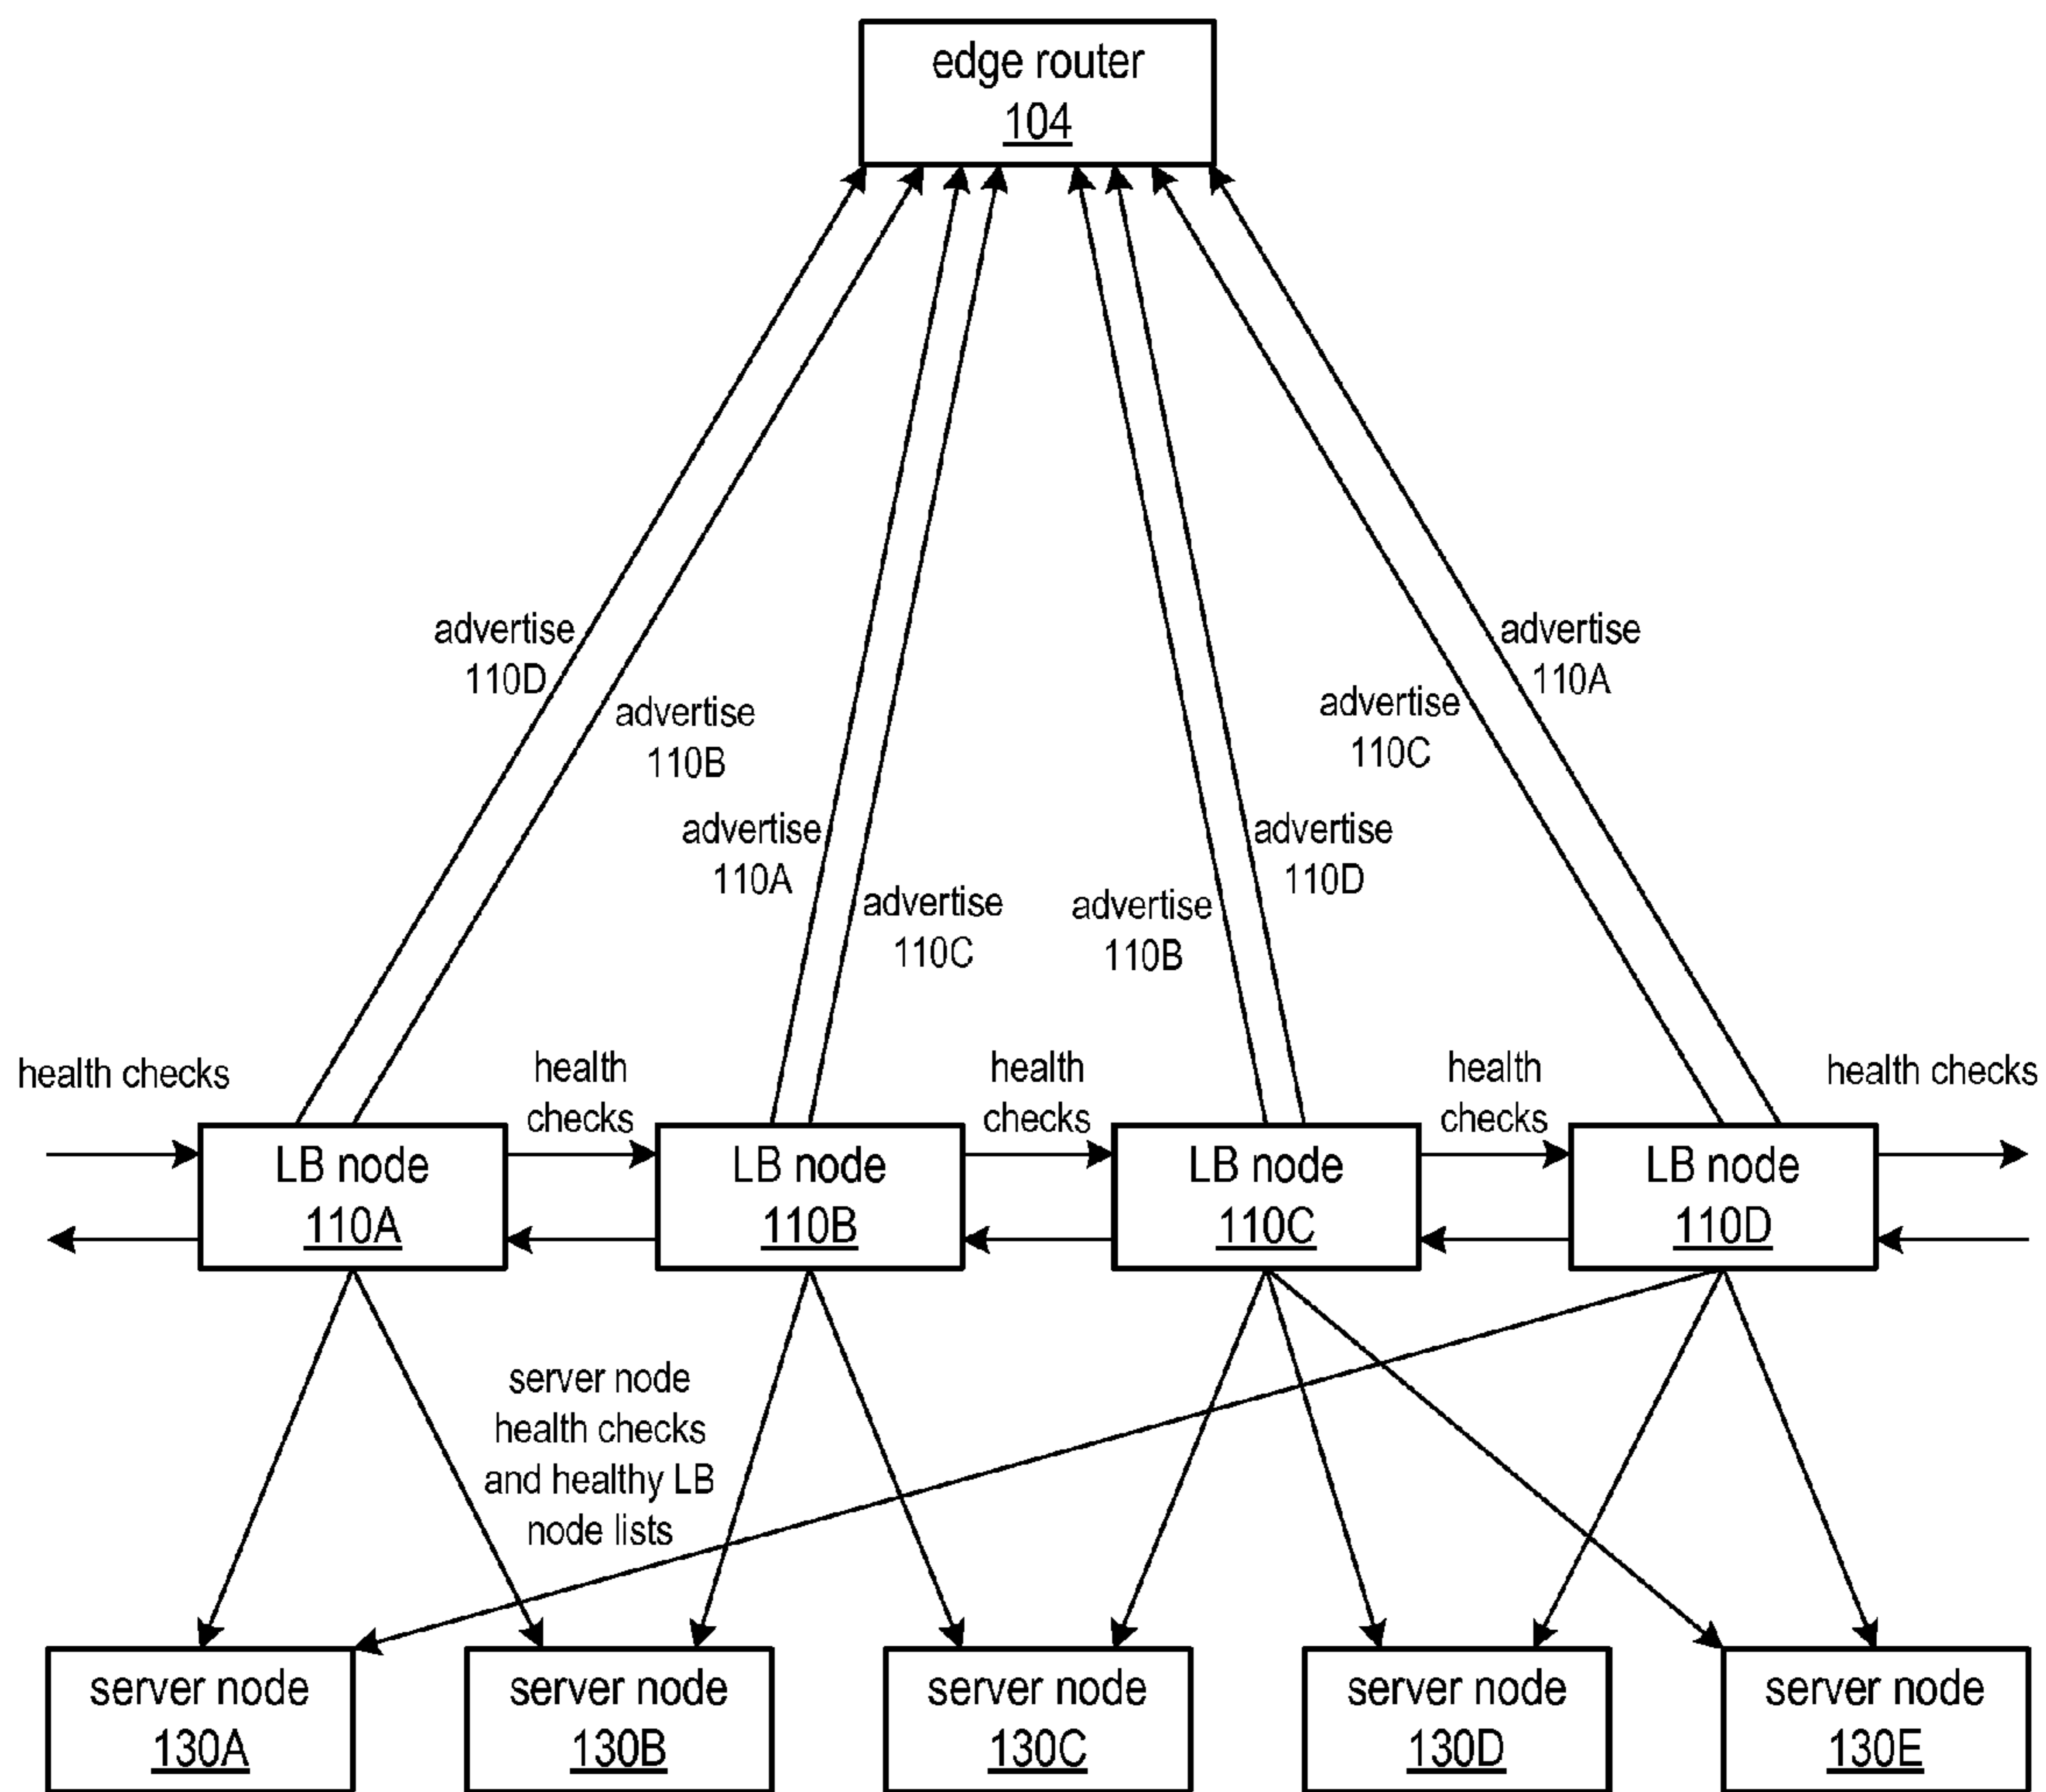 edge router
104
advertise
110D
advertise
110B
advertise
110A
advertise
110C
advertise
110B
advertise
110D
advertise
110C
advertise
110A
health checks
health
checks
health
checks
health
checks
health checks
LB node
110A
LB node
110B
LB node
110C
LB node
110D
server node
health checks
and healthy LB
node lists
server node
130A
server node
130B
server node
130C
server node
130D
server node
130E